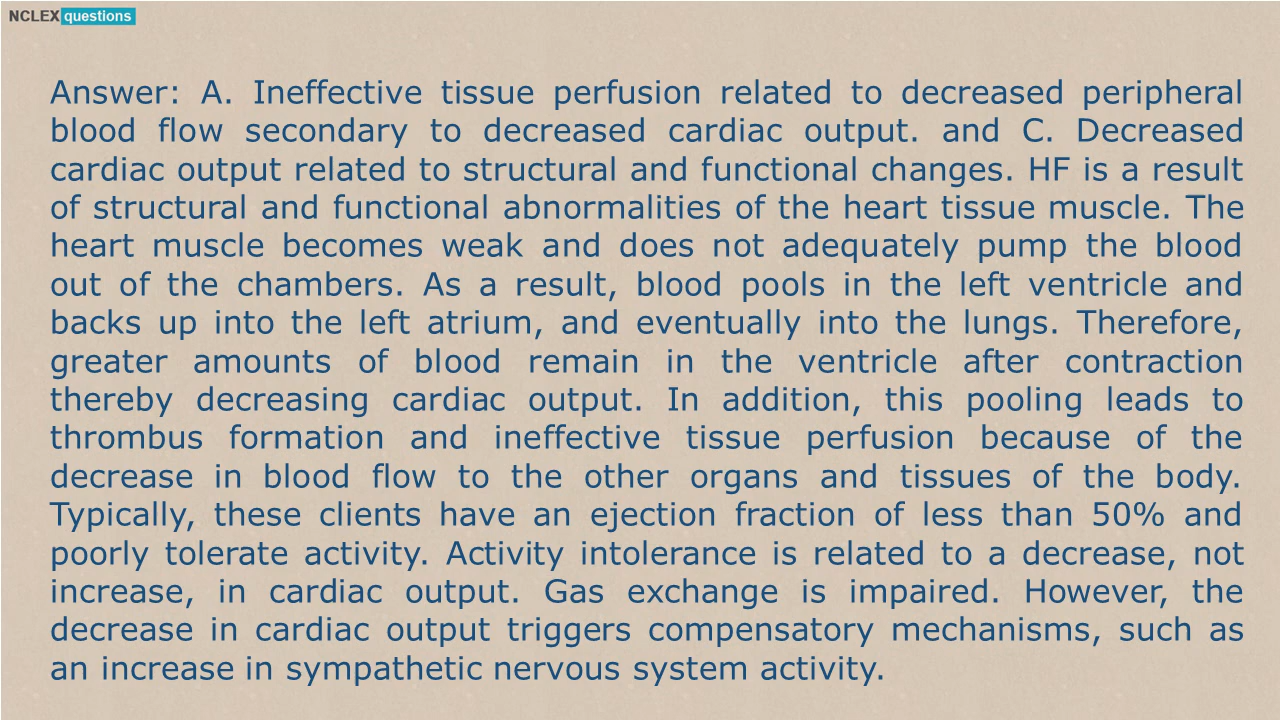 NCLEX questions
Answer: A. Ineffective tissue perfusion related to decreased peripheral
blood flow secondary to decreased cardiac output. and C. Decreased
cardiac output related to structural and functional changes. HF is a result
of structural and functional abnormalities of the heart tissue muscle. The
heart muscle becomes weak and does not adequately pump the blood
out of the chambers. As a result, blood pools in the left ventricle and
backs up into the left atrium, and eventually into the lungs. Therefore,
greater amounts of blood remain in the ventricle after contraction
thereby decreasing cardiac output. In addition, this pooling leads to
thrombus formation and ineffective tissue perfusion because of the
decrease in blood flow to the other organs and tissues of the body.
Typically, these clients have an ejection fraction of less than 50% and
poorly tolerate activity. Activity intolerance is related to a decrease, not
increase, in cardiac output. Gas exchange is impaired. However, the
decrease in cardiac output triggers compensatory mechanisms, such as
an increase in sympathetic nervous system activity.